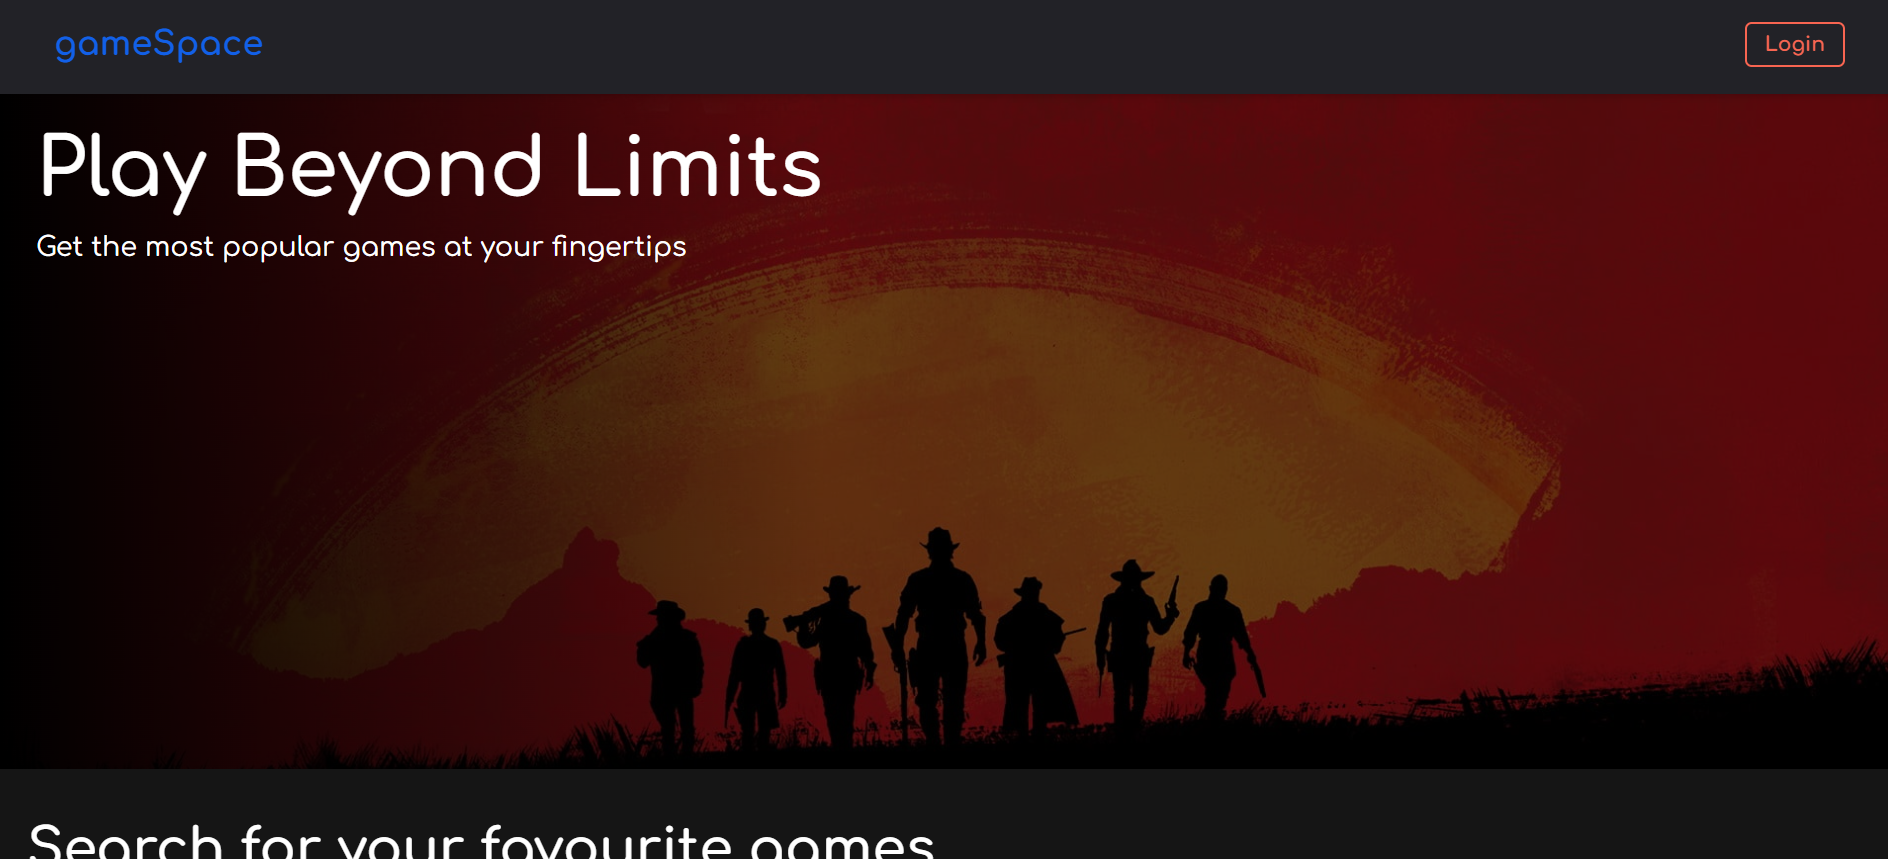 gameSpace
Login
Play Beyond Limits
Get the most popular games at your fingertips
Search for your favourite games